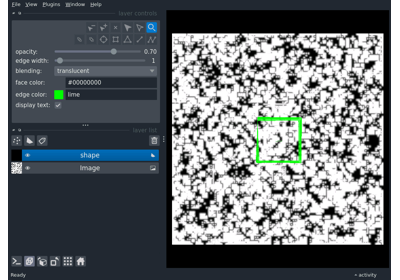 File View Plugins Window Help
layer controls
opacity: 0.70
edge width: 1
blending: translucent
face color: #00000000
edge color: lime
display text:
layer list
shape
Image
Ready
activity